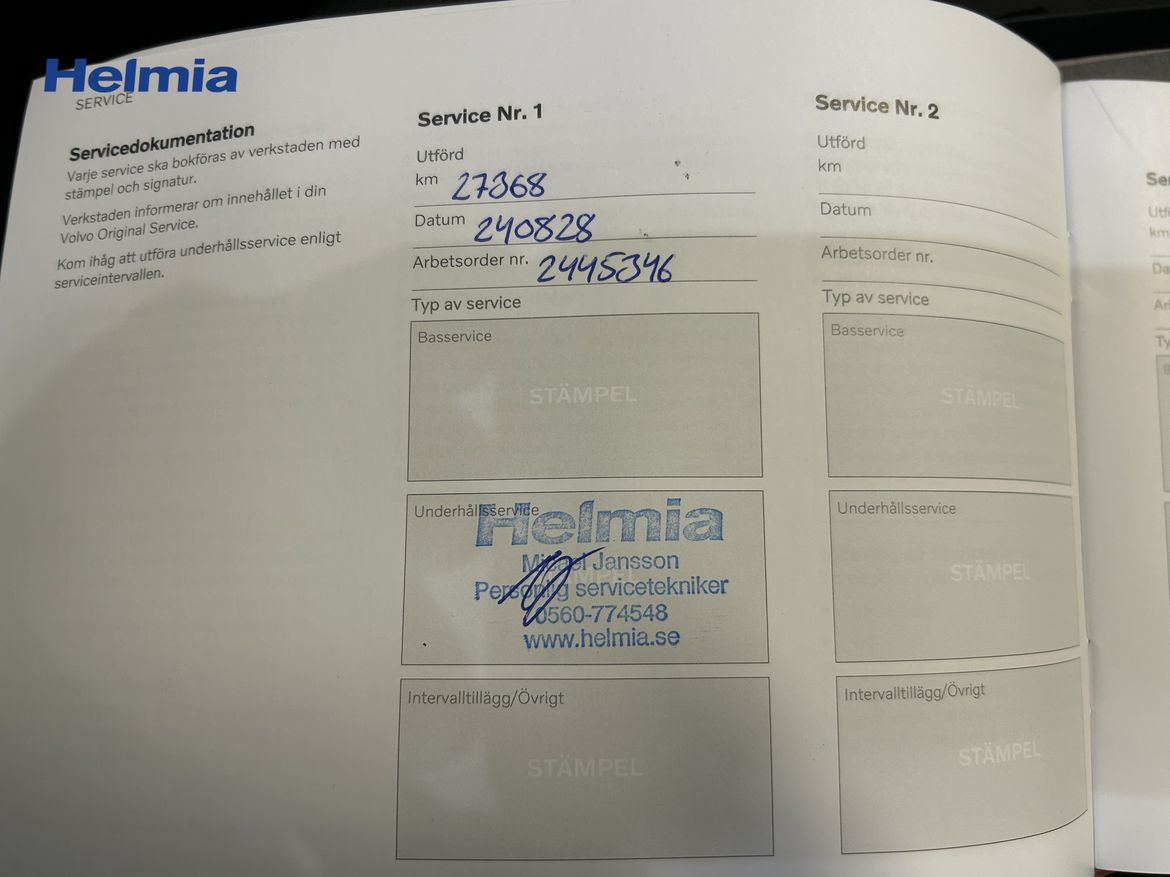 Helmia
SERVICE
Servicedokumentation
Varje service ska bokföras av verkstaden med
stämpel och signatur.
Verkstaden informerar om innehållet i din
Volvo Original Service.
Kom ihåg att utföra underhållsservice enligt
serviceintervallen.
Service Nr. 1
Utförd
km 27368
Datum 240828
Arbetsorder nr. 2445346
Typ av service
Basservice
STÄMPEL
Underhållsservice
Helmia
Micael Jansson
Personlig servicetekniker
0560-774548
www.helmia.se
Intervalltillägg/Övrigt
STÄMPEL
Service Nr. 2
Utförd
km
Datum
Arbetsorder nr.
Typ av service
Basservice
STÄMPEL
Underhållsservice
STÄMPEL
Intervalltillägg/Övrigt
STÄMPEL